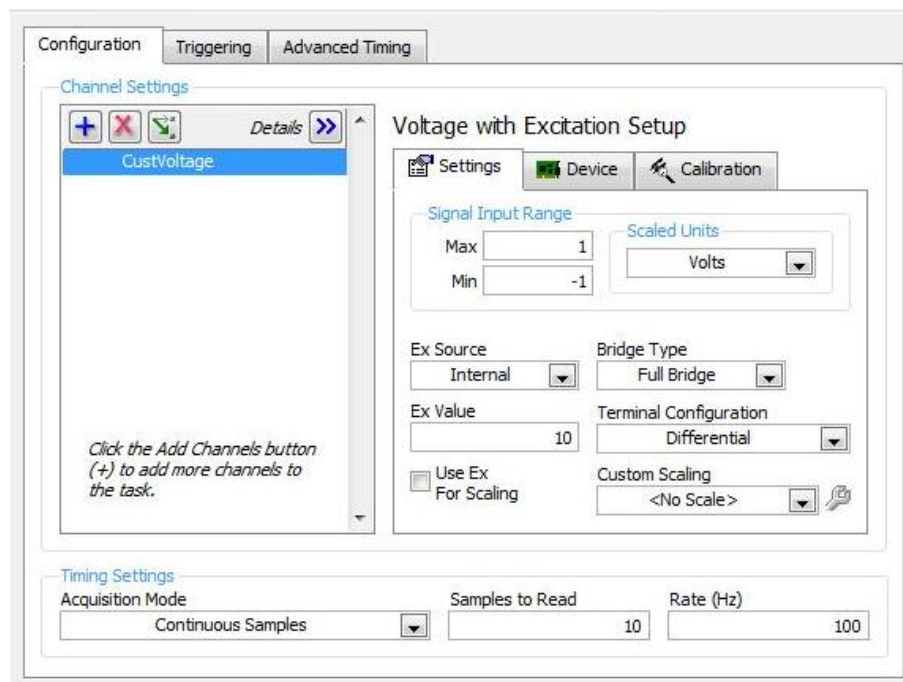 Configuration
Triggering
Advanced Timing
Channel Settings
Details
CustVoltage
Click the Add Channels button
(+) to add more channels to
the task.
Voltage with Excitation Setup
Settings
Device
Calibration
Signal Input Range
Max
1
Min
-1
Scaled Units
Volts
Ex Source
Internal
Bridge Type
Full Bridge
Ex Value
10
Terminal Configuration
Differential
Use Ex
For Scaling
Custom Scaling
<No Scale>
Timing Settings
Acquisition Mode
Continuous Samples
Samples to Read
10
Rate (Hz)
100